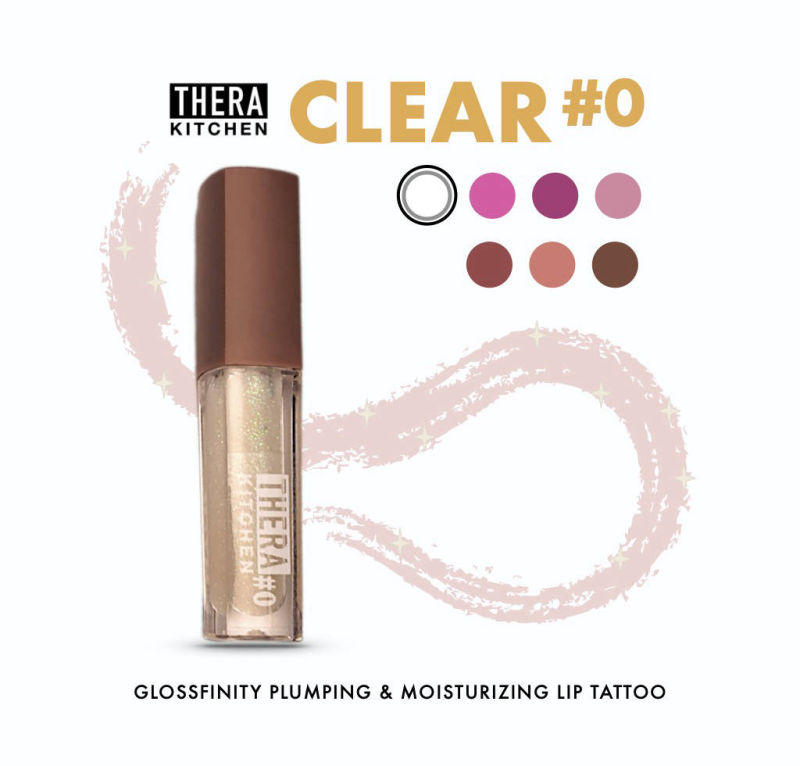 THERA
KITCHEN
CLEAR #0
THERA
KITCHEN
#0
GLOSSFINITY PLUMPING & MOISTURIZING LIP TATTOO